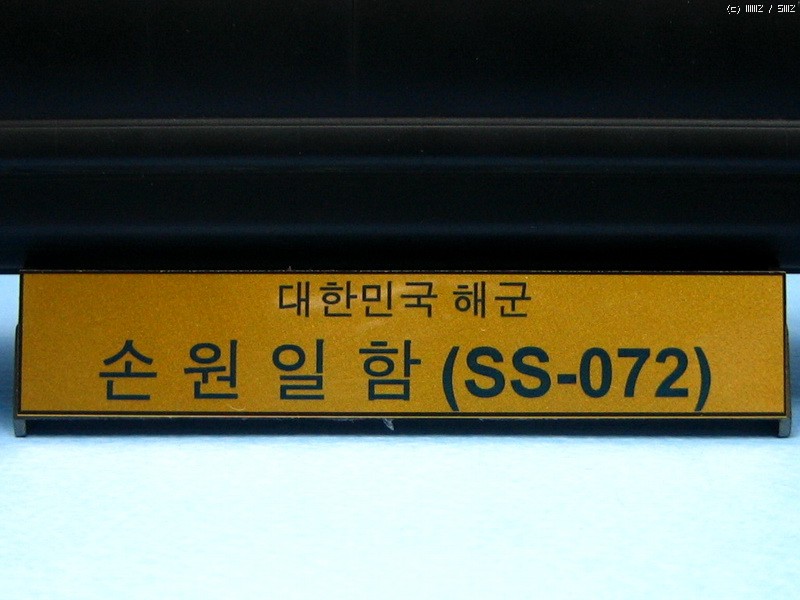 대한민국 해군
손 원 일 함 (SS-072)